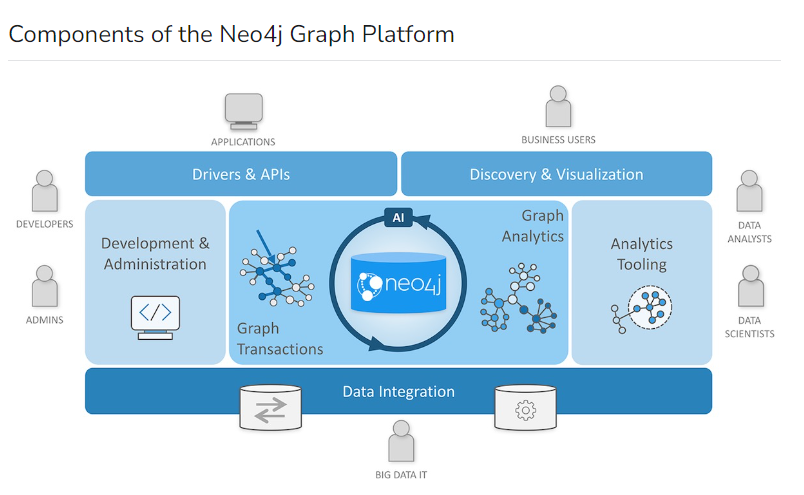 Components of the Neo4j Graph Platform
APPLICATIONS
BUSINESS USERS
Drivers & APIs
Discovery & Visualization
DEVELOPERS
ADMINS
Development &
Administration
</>
Graph
Transactions
AI
neo4j
Graph
Analytics
Analytics
Tooling
DATA
ANALYSTS
DATA
SCIENTISTS
Data Integration
BIG DATA IT